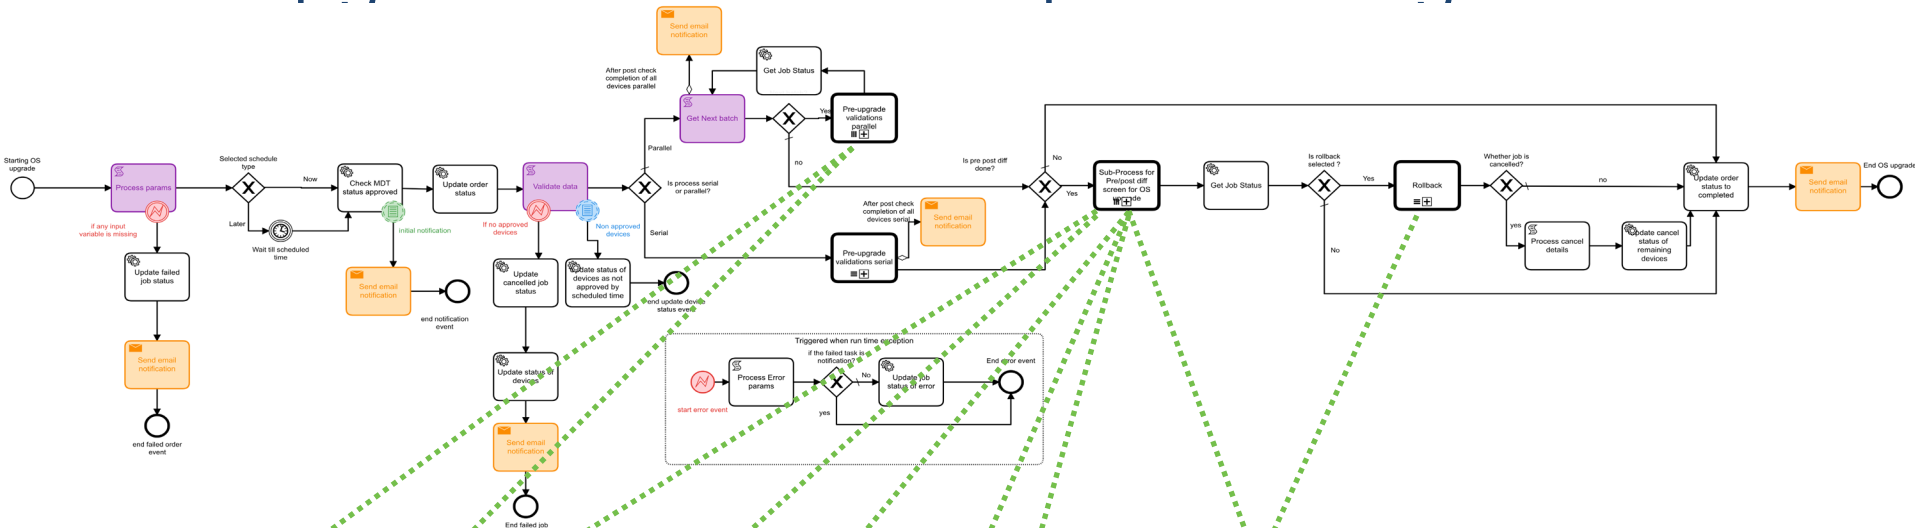 Send email
notification
After post check
completion of all
devices parallel
Get Job Status
Get Next batch
Yes
Pre-upgrade
validations
parallel
Parallel
no
Starting OS
upgrade
Process params
if any input
variable is missing
Update failed
job status
Send email
notification
end failed order
event
Selected schedule
type
Now
Later
Wait till scheduled
time
Check MDT
status approved
initial notification
Send email
notification
end notification
event
Update order
status
Validate data
If no approved
devices
Non approved
devices
Update
cancelled job
status
Update status of
devices as not
approved by
scheduled time
end update device
status event
Update status of
devices
Send email
notification
End failed job
Is process serial
or parallel?
Serial
After post check
completion of all
devices serial
Send email
notification
Pre-upgrade
validations serial
Is pre post diff
done?
No
Yes
Sub-Process for
Pre/post diff
screen for OS
upgrade
Get Job Status
Is rollback
selected ?
Yes
No
Rollback
Whether job is
cancelled?
no
yes
Process cancel
details
Update cancel
status of
remaining
devices
Update order
status to
completed
Send email
notification
End OS upgrade
Triggered when run time exception
start error event
Process Error
params
if the failed task is
notification?
No
yes
Update job
status of error
End error event